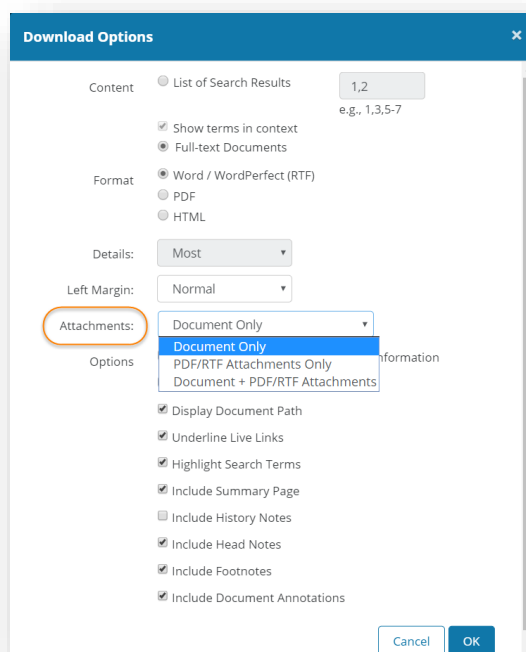 Download Options ×
Content
List of Search Results
1,2
e.g., 1,3,5-7
Show terms in context
Full-text Documents
Format
Word / WordPerfect (RTF)
PDF
HTML
Details:
Most
Left Margin:
Normal
Attachments:
Document Only
Document Only
PDF/RTF Attachments Only
Document + PDF/RTF Attachments
Options
Display Document Path
Underline Live Links
Highlight Search Terms
Include Summary Page
Include History Notes
Include Head Notes
Include Footnotes
Include Document Annotations
Cancel
OK